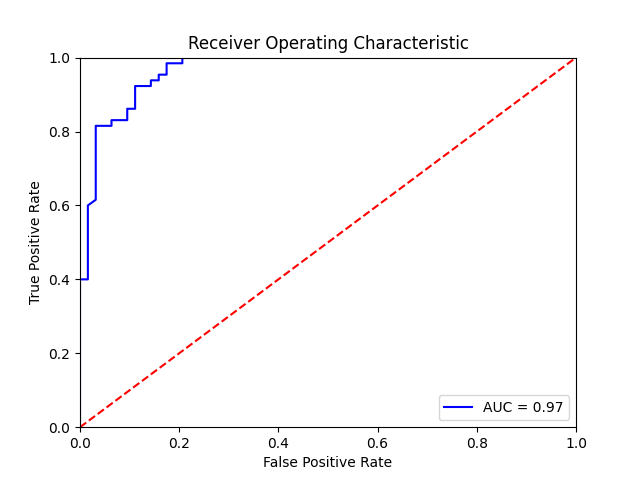 Receiver Operating Characteristic
1.0
0.8
0.6
0.4
0.2
0.0
True Positive Rate
AUC = 0.97
0.0 0.2 0.4 0.6 0.8 1.0
False Positive Rate